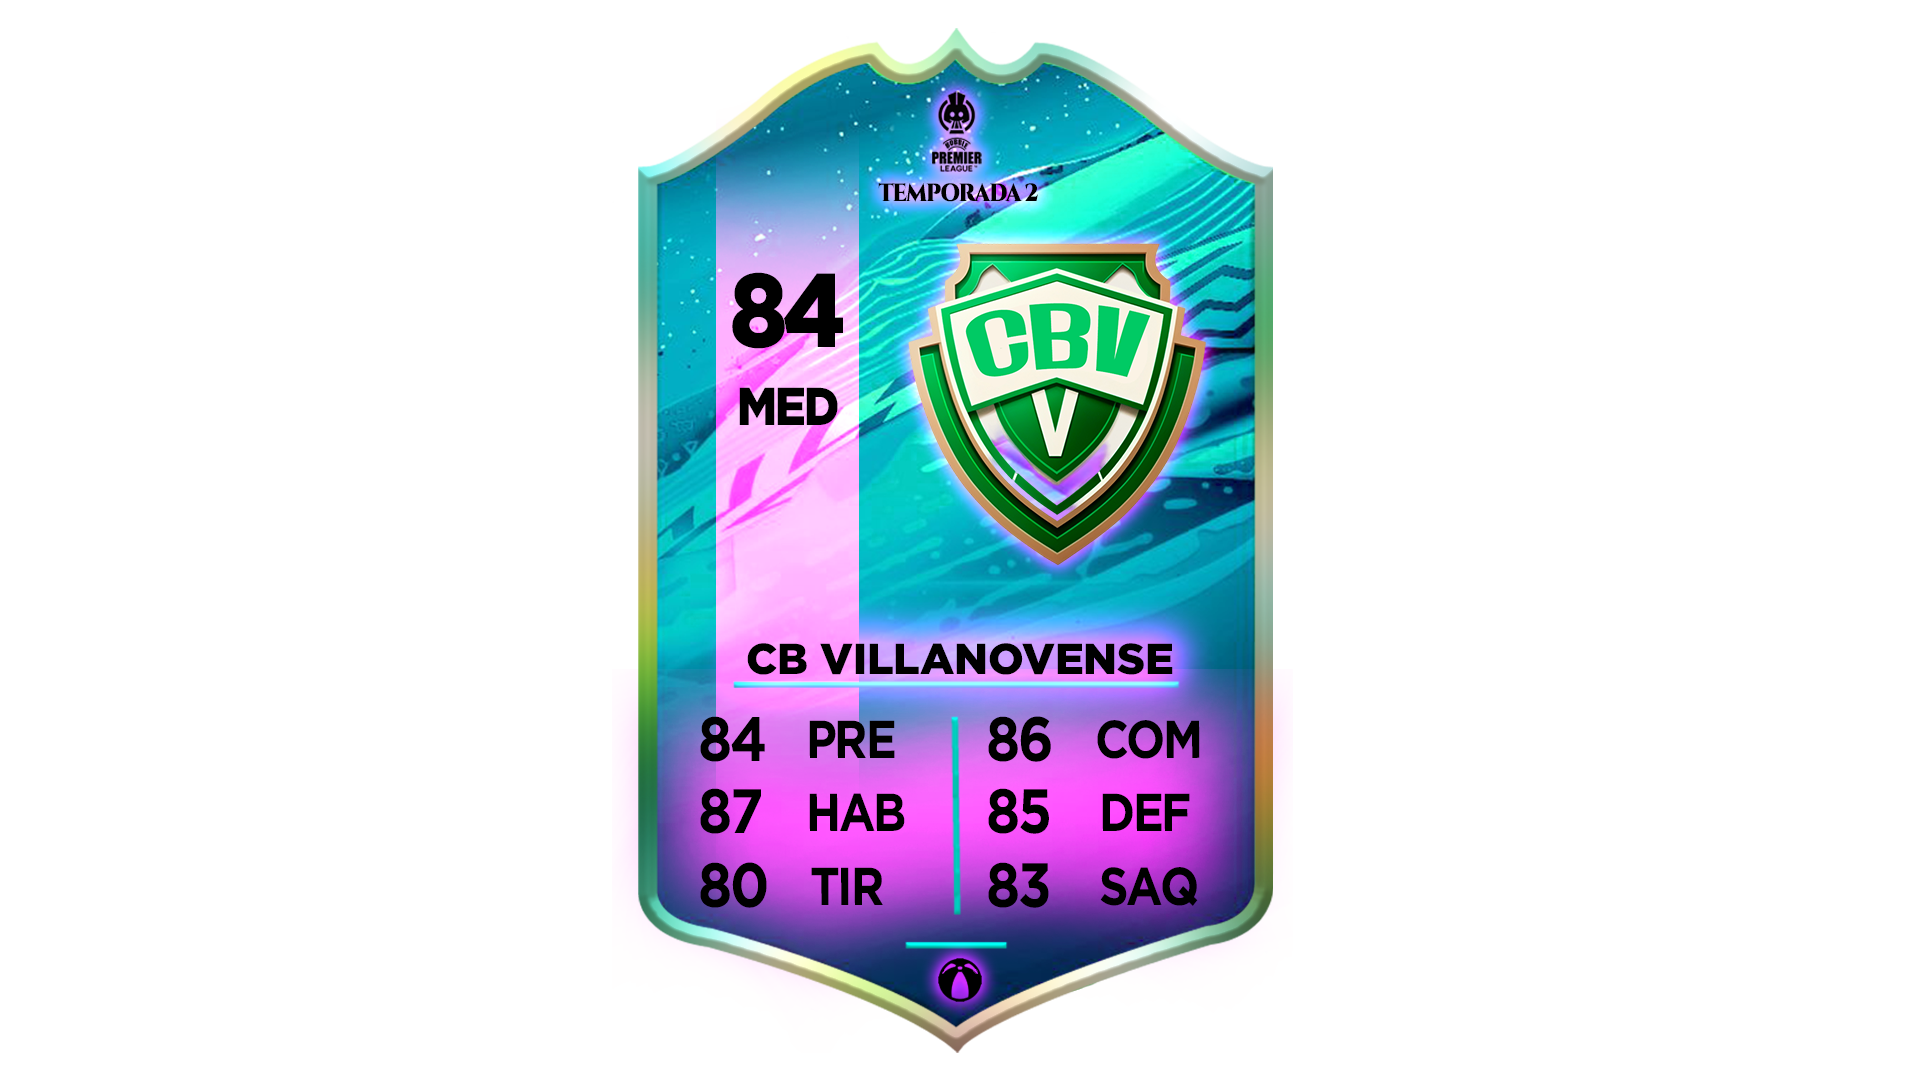 PREMIER
LEAGUE™
TEMPORADA 2
84
MED
CBV
V
CB VILLANOVENSE
84 PRE 86 COM
87 HAB 85 DEF
80 TIR 83 SAQ